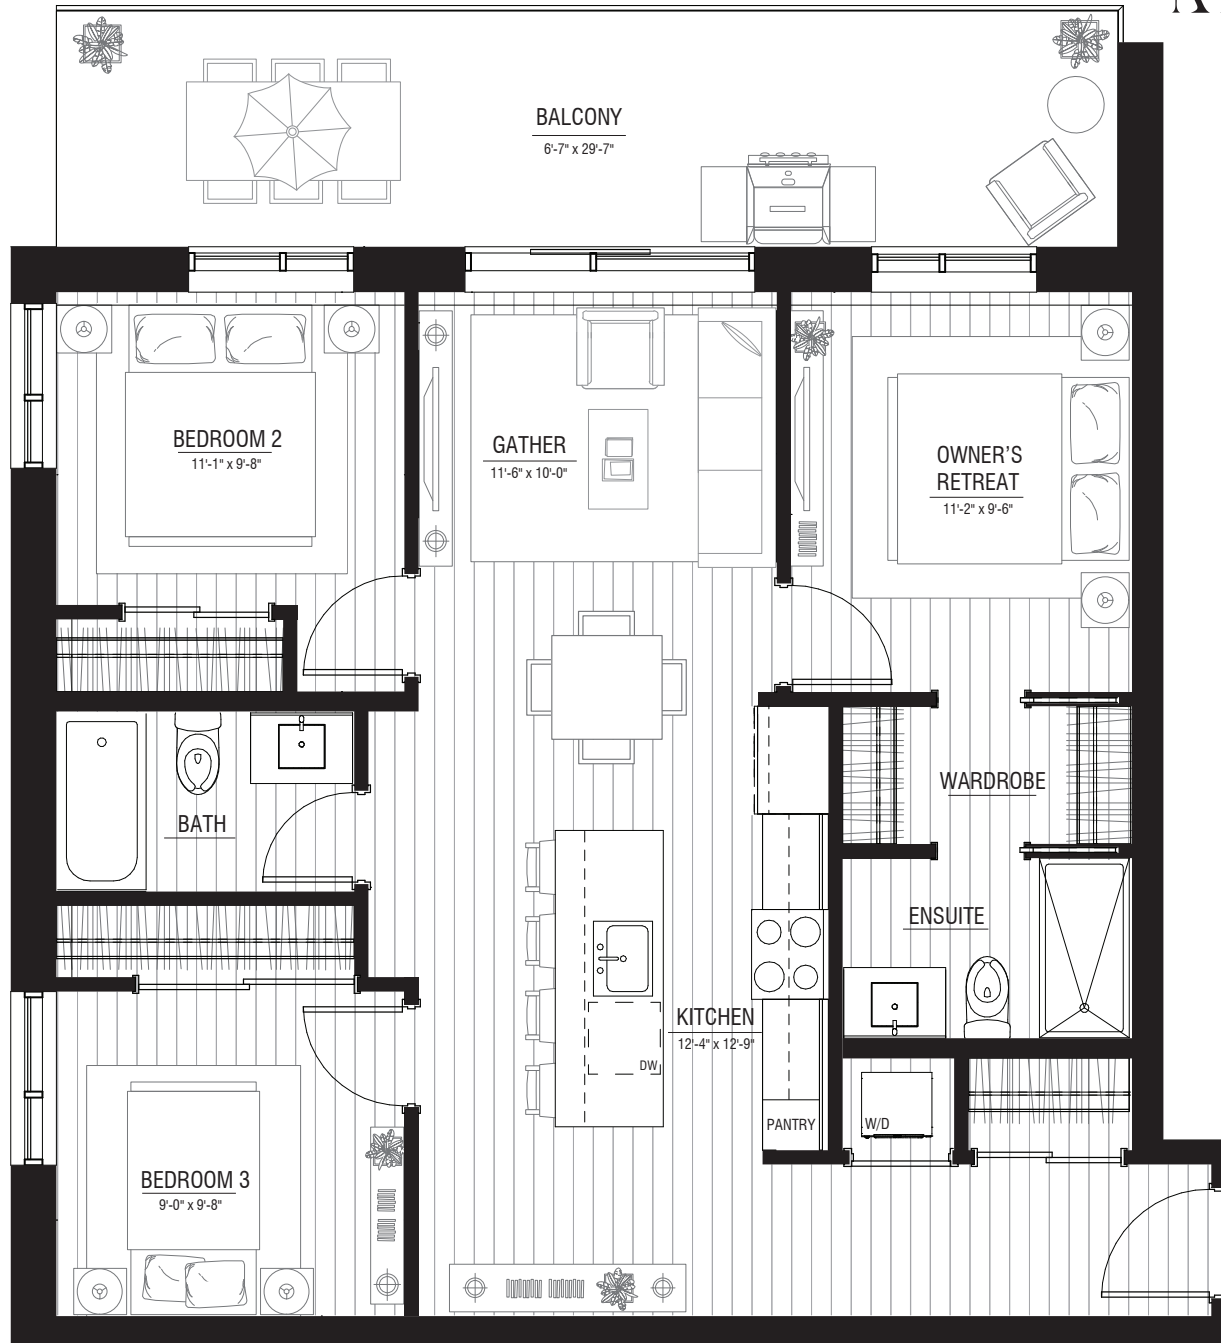 BALCONY
6'-7" x 29'-7"
BEDROOM 2
11'-1" x 9'-8"
GATHER
11'-6" x 10'-0"
OWNER'S
RETREAT
11'-2" x 9'-6"
WARDROBE
BATH
ENSUITE
KITCHEN
12'-4" x 12'-9"
DW
PANTRY
W/D
BEDROOM 3
9'-0" x 9'-8"